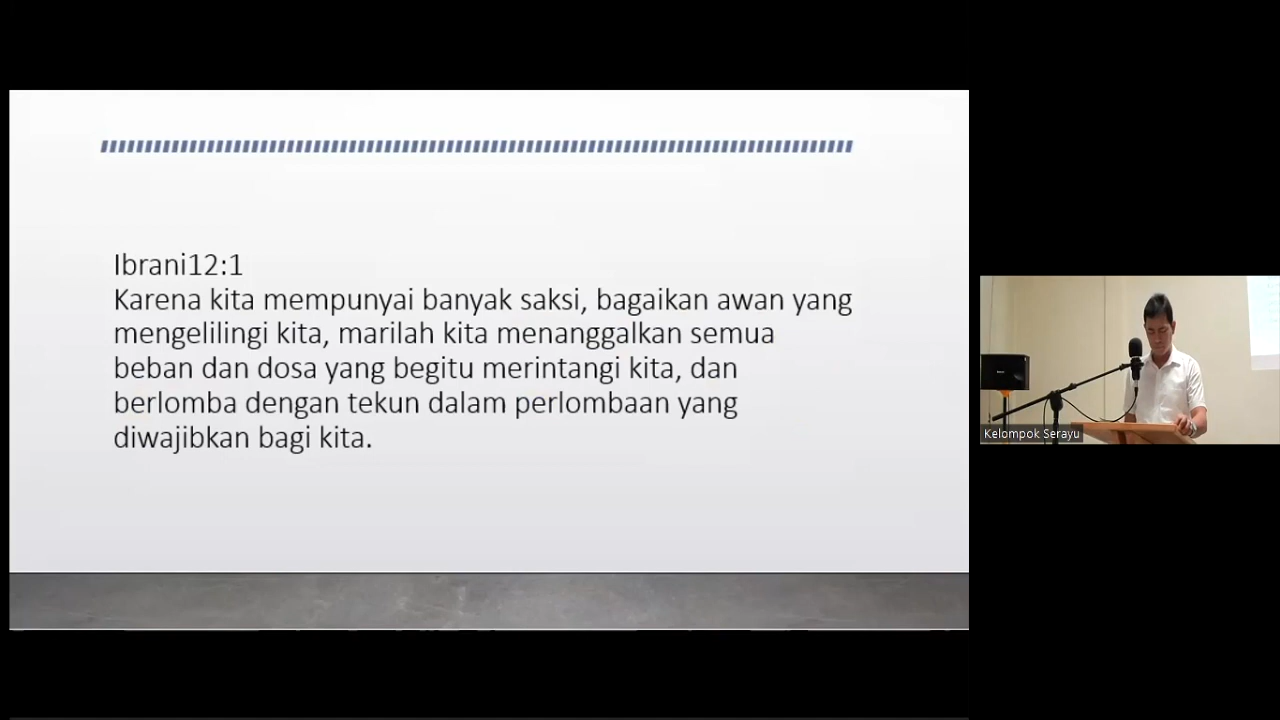 Ibrani12:1
Karena kita mempunyai banyak saksi, bagaikan awan yang
mengelilingi kita, marilah kita menanggalkan semua
beban dan dosa yang begitu merintangi kita, dan
berlomba dengan tekun dalam perlombaan yang
diwajibkan bagi kita.
Kelompok Serayu